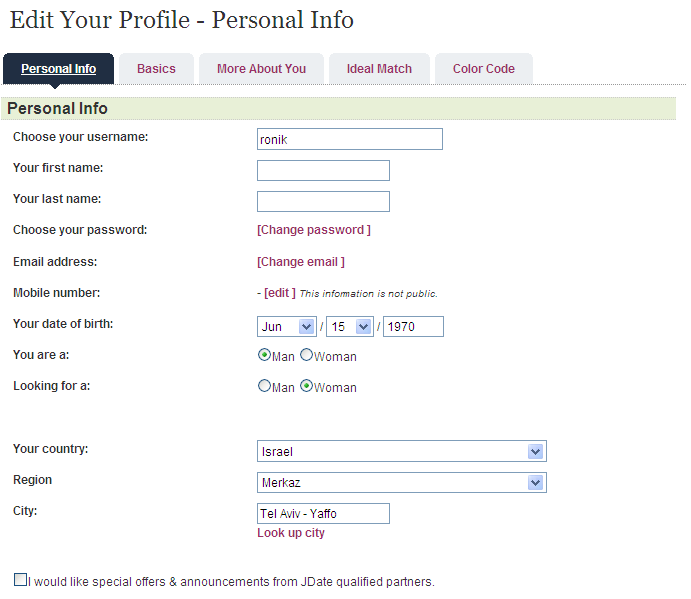 Edit Your Profile - Personal Info
Personal Info Basics More About You Ideal Match Color Code
Personal Info
Choose your username: ronik
Your first name:
Your last name:
Choose your password: [Change password ]
Email address: [Change email ]
Mobile number: - [edit ] This infomation is not public.
Your date of birth: Jun / 15 / 1970
You are a: Man Woman
Looking for a: Man Woman
Your country: Israel
Region Merkaz
City: Tel Aviv - Yaffo
Look up city
I would like special offers & announcements from JDate qualified partners.